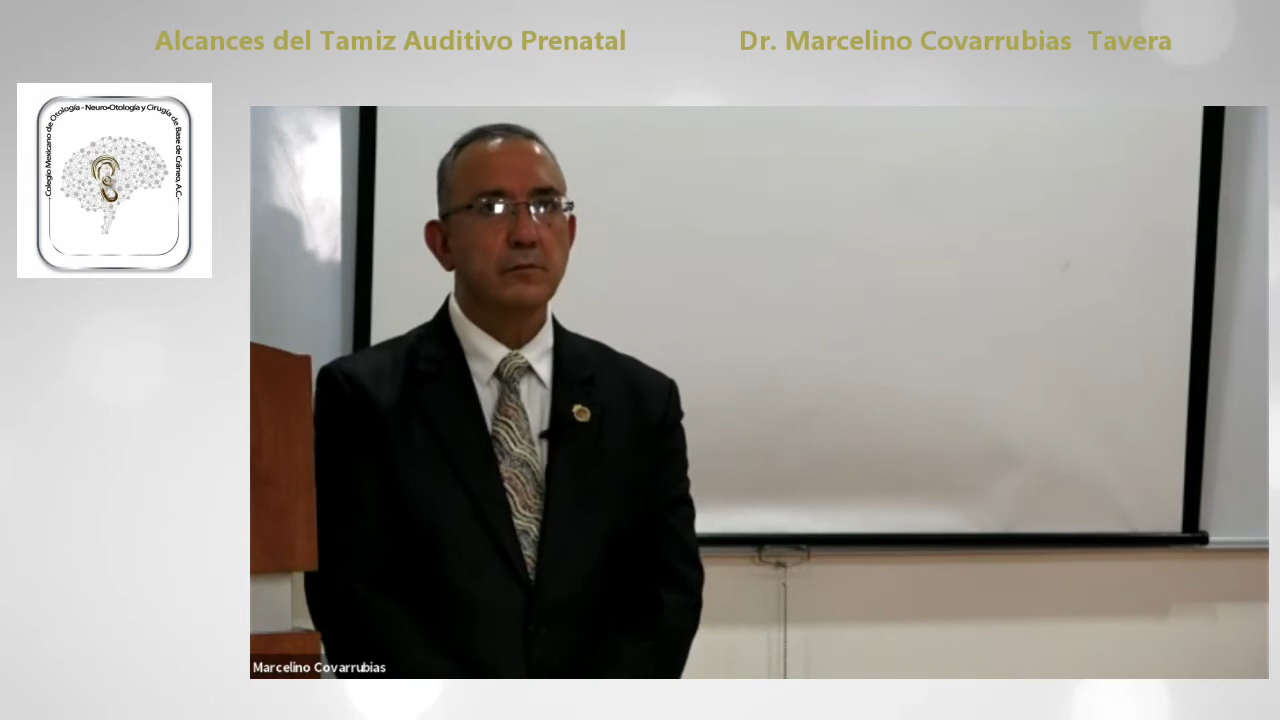 Alcances del Tamiz Auditivo Prenatal
Dr. Marcelino Covarrubias Tavera
Colegio Mexicano de Otología - Neuro-Otología y Cirugía de Base de Cráneo, A.C.
Marcelino Covarrubias